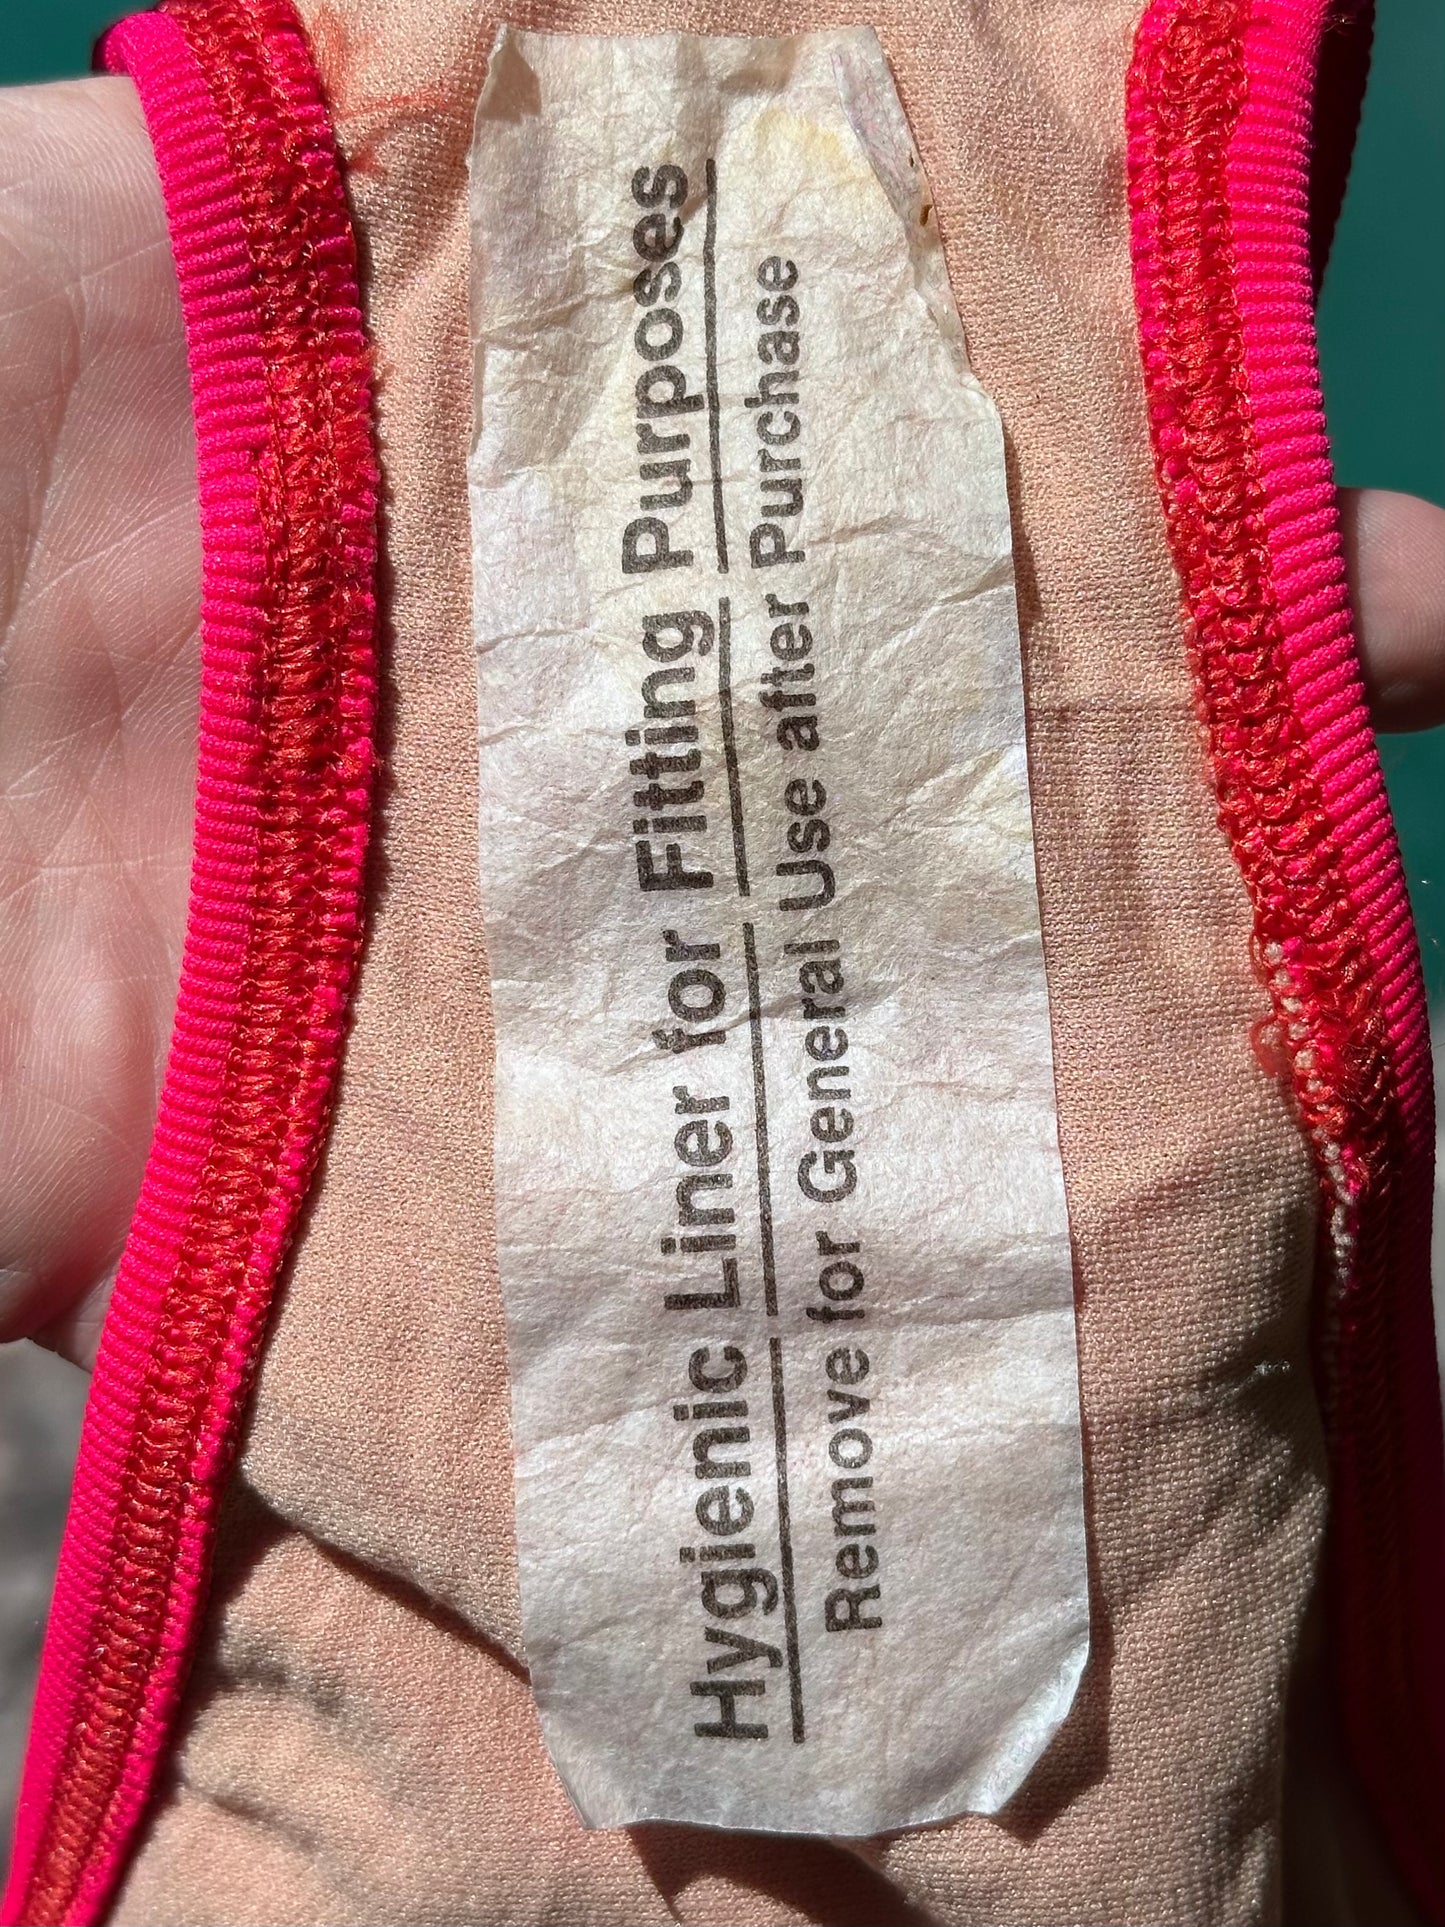 Hygienic Liner for Fitting Purposes
Remove for General Use after Purchase